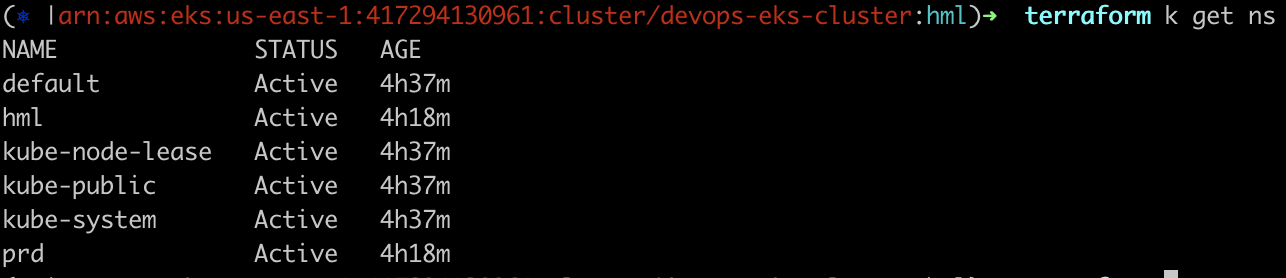 (⎈ |arn:aws:eks:us-east-1:417294130961:cluster/devops-eks-cluster:hml)➜  terraform k get ns
NAME              STATUS   AGE
default           Active   4h37m
hml               Active   4h18m
kube-node-lease   Active   4h37m
kube-public       Active   4h37m
kube-system       Active   4h37m
prd               Active   4h18m